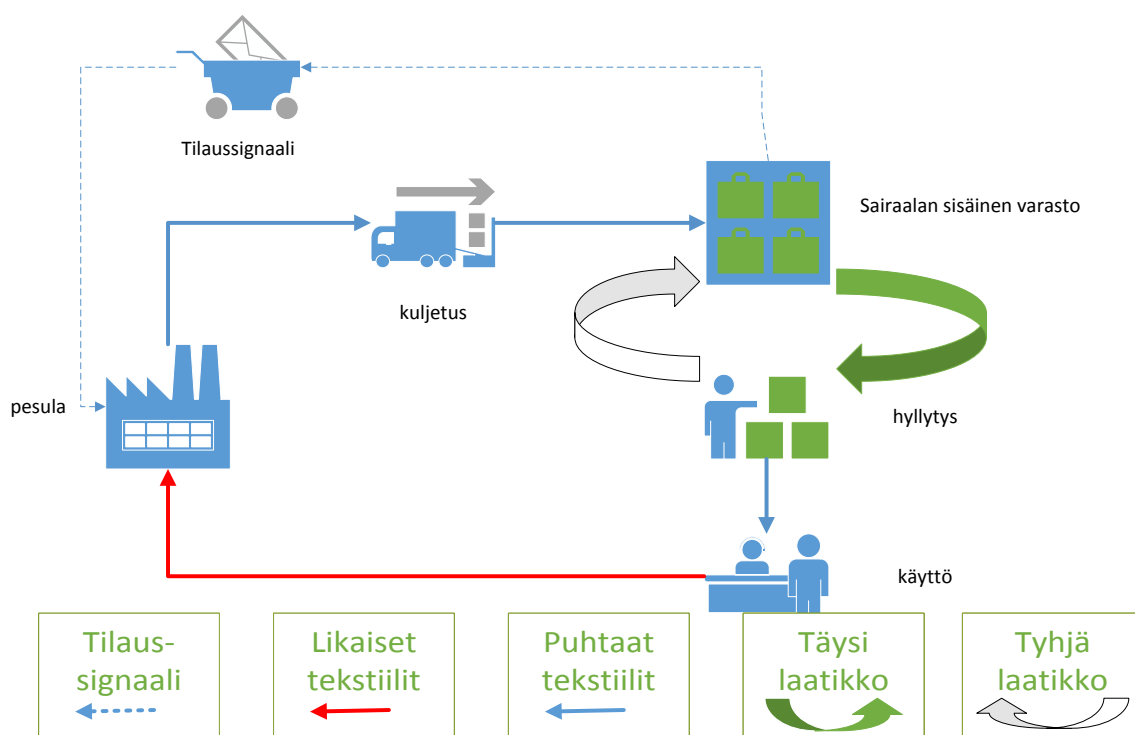 Tilaussignaali
Sairaalan sisäinen varasto
kuljetus
pesula
hyllytys
käyttö
Tilaus-
signaali
Likaiset
tekstiilit
Puhtaat
tekstiilit
Täysi
laatikko
Tyhjä
laatikko